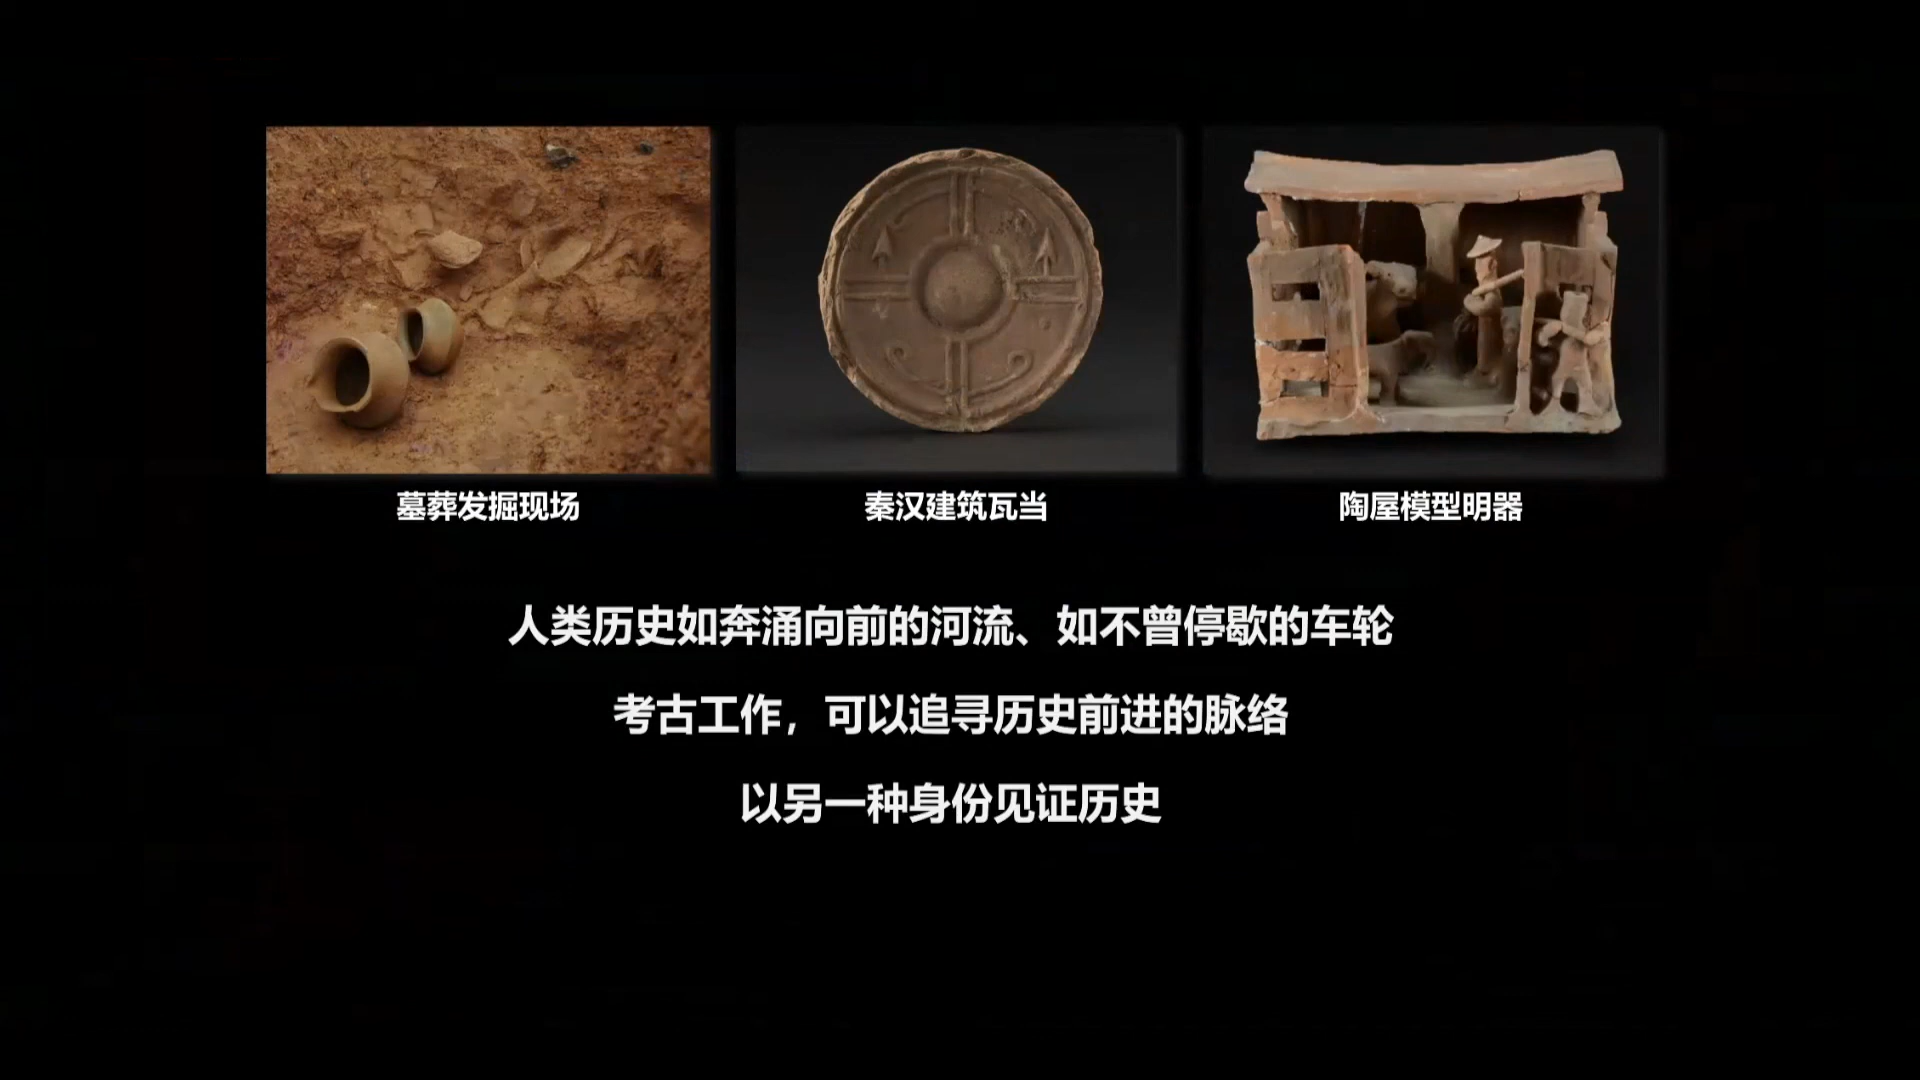 墓葬发掘现场
秦汉建筑瓦当
陶屋模型明器
人类历史如奔涌向前的河流、如不曾停歇的车轮
考古工作，可以追寻历史前进的脉络
以另一种身份见证历史